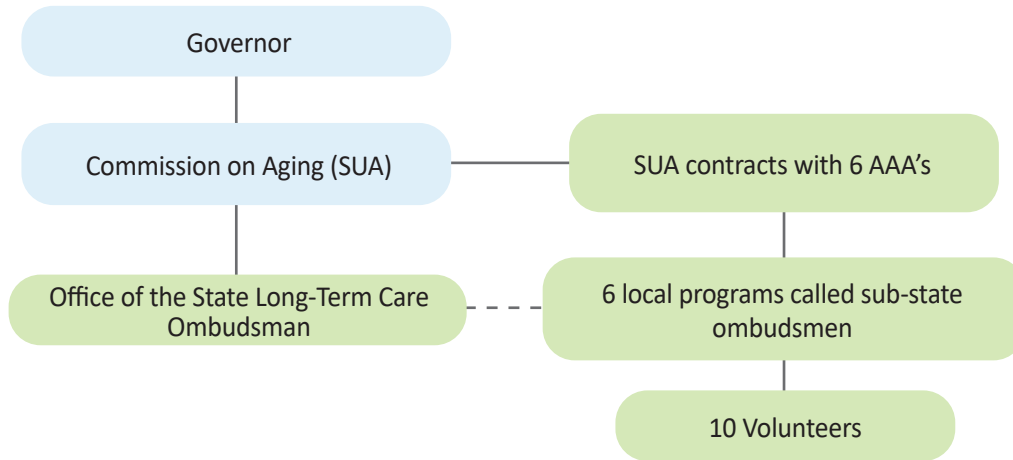 Governor
Commission on Aging (SUA)
SUA contracts with 6 AAA’s
Office of the State Long-Term Care
Ombudsman
6 local programs called sub-state
ombudsmen
10 Volunteers